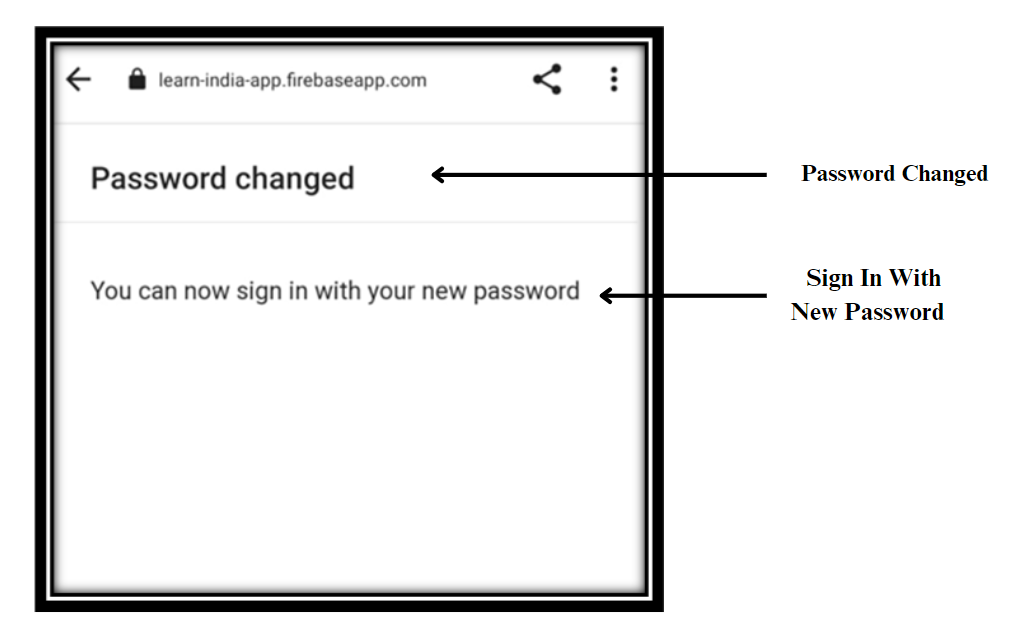 learn-india-app.firebaseapp.com
Password changed
Password Changed
You can now sign in with your new password
Sign In With
New Password